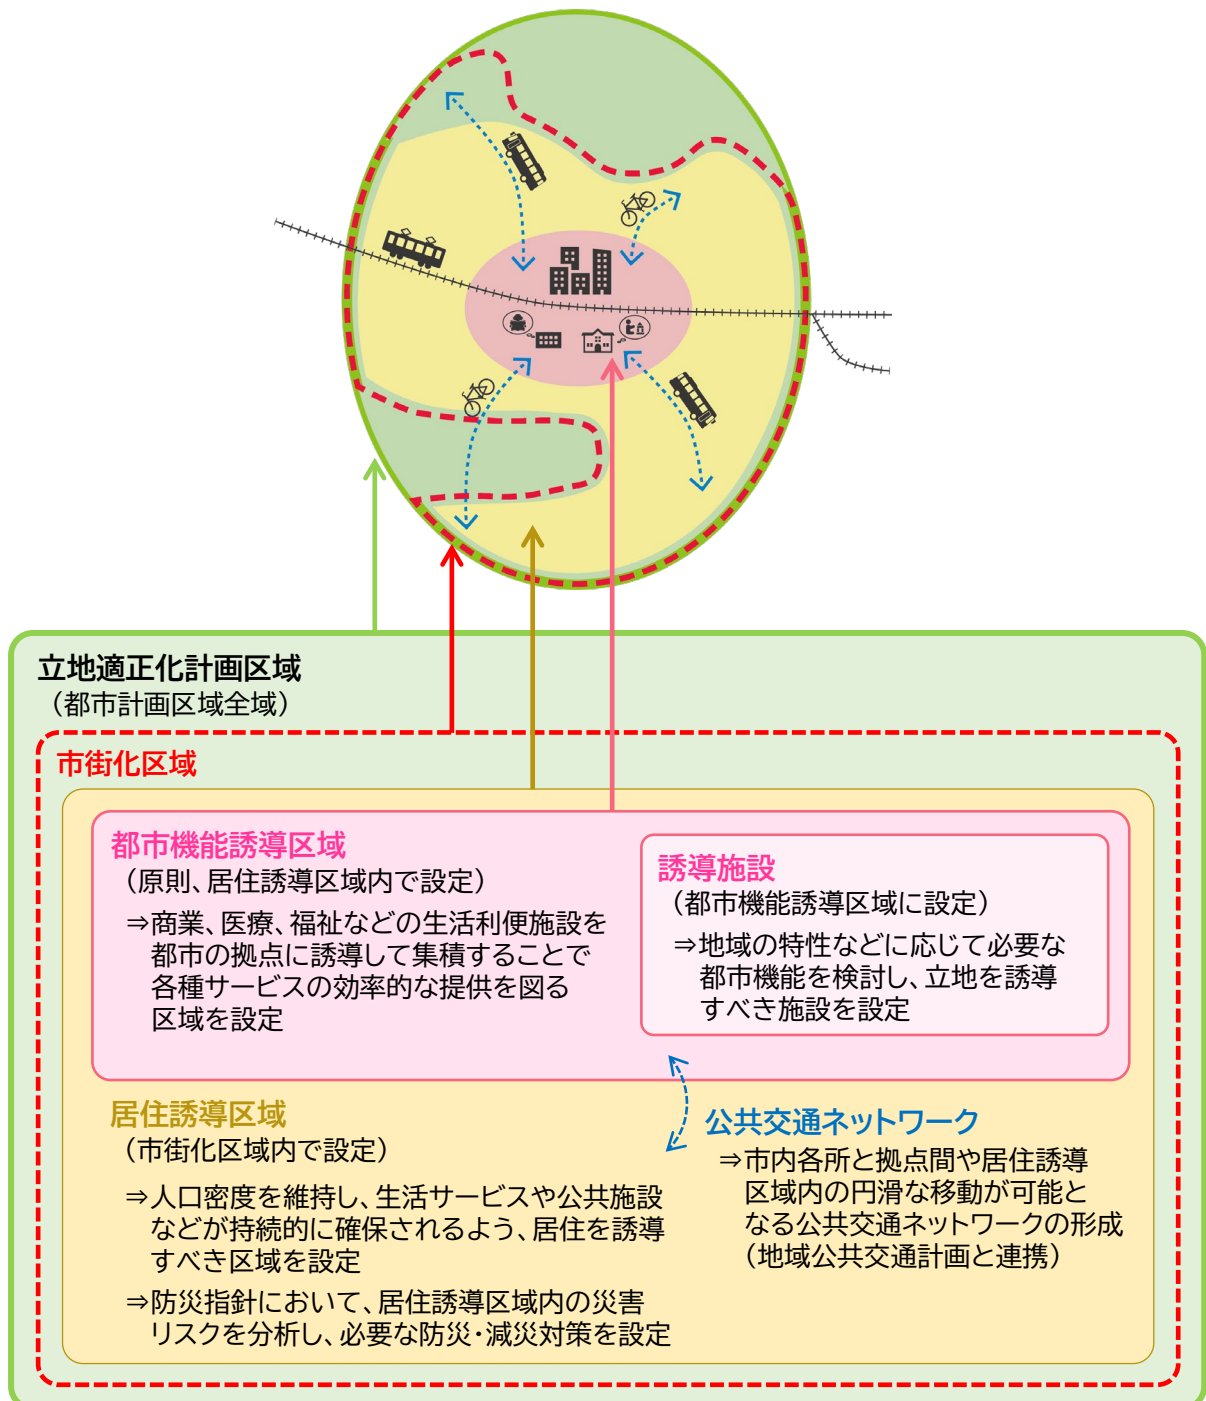 立地適正化計画区域
（都市計画区域全域）
市街化区域
都市機能誘導区域
（原則、居住誘導区域内で設定）
⇒商業、医療、福祉などの生活利便施設を
都市の拠点に誘導して集積することで
各種サービスの効率的な提供を図る
区域を設定
誘導施設
（都市機能誘導区域に設定）
⇒地域の特性などに応じて必要な
都市機能を検討し、立地を誘導
すべき施設を設定
居住誘導区域
（市街化区域内で設定）
⇒人口密度を維持し、生活サービスや公共施設
などが持続的に確保されるよう、居住を誘導
すべき区域を設定
⇒防災指針において、居住誘導区域内の災害
リスクを分析し、必要な防災・減災対策を設定
公共交通ネットワーク
⇒市内各所と拠点間や居住誘導
区域内の円滑な移動が可能と
なる公共交通ネットワークの形成
（地域公共交通計画と連携）